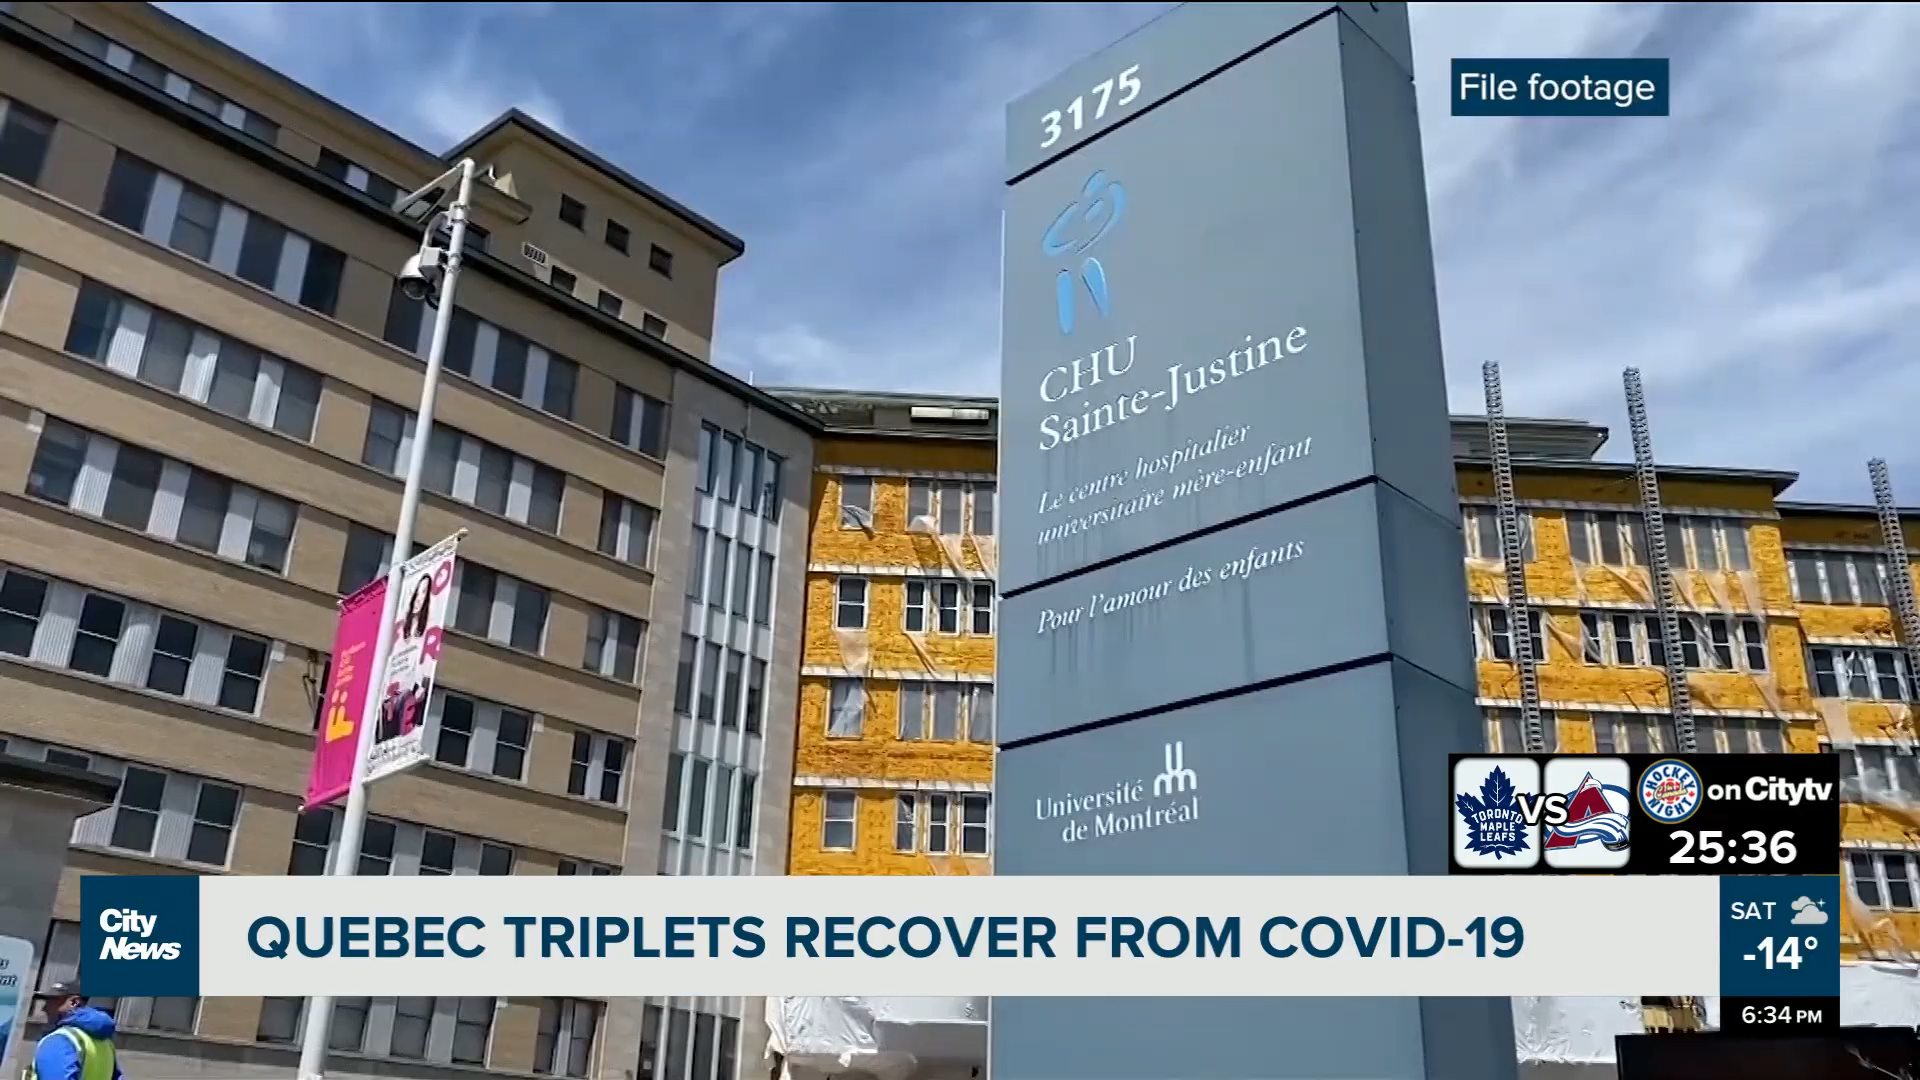 File footage
3175
CHU
Sainte-Justine
Le centre hospitalier
universitaire mère-enfant
Pour l'amour des enfants
Université
de Montréal
TORONTO
MAPLE
LEAFS
VS
HOCKEY
NIGHT
on Citytv
25:36
City
News
QUEBEC TRIPLETS RECOVER FROM COVID-19
SAT
-14°
6:34 PM